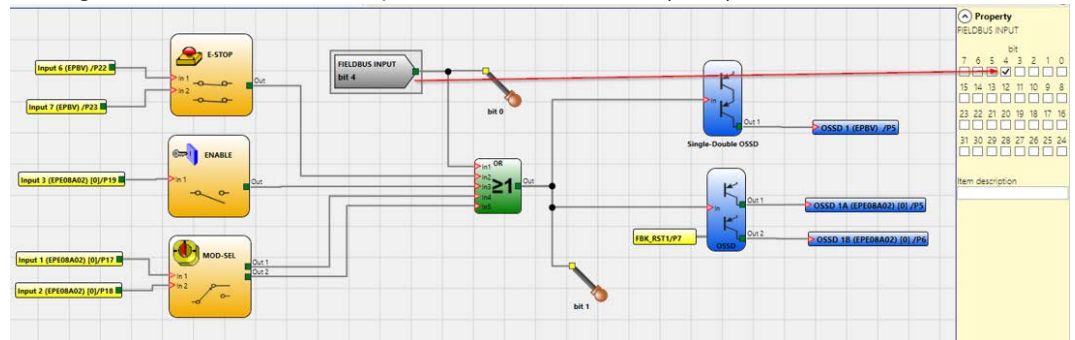 E-STOP
Input 6 (EPBV) /P22
In 1
Out
In 2
Input 7 (EPBV) /P23
FIELDBUS INPUT
bit 4
bit 0
In
Out 1
OSSD 1 (EPBV) /P5
Single-Double OSSD
ENABLE
Input 3 (EPE08A02) [0]/P19
In 1
Out
OR
In1
In2
In3
In4
In5
≥1
Out
In
Out 1
OSSD 1A (EPE08A02) [0] /P5
FBK_RST1/P7
Out 2
OSSD 1B (EPE08A02) [0] /P6
OSSD
MOD-SEL
Input 1 (EPE08A02) [0]/P17
In 1
Out 1
Out 2
Input 2 (EPE08A02) [0]/P18
In 2
bit 1
Property
FIELDBUS INPUT
bit
7 6 5 4 3 2 1 0
15 14 13 12 11 10 9 8
23 22 21 20 19 18 17 16
31 30 29 28 27 26 25 24
Item description